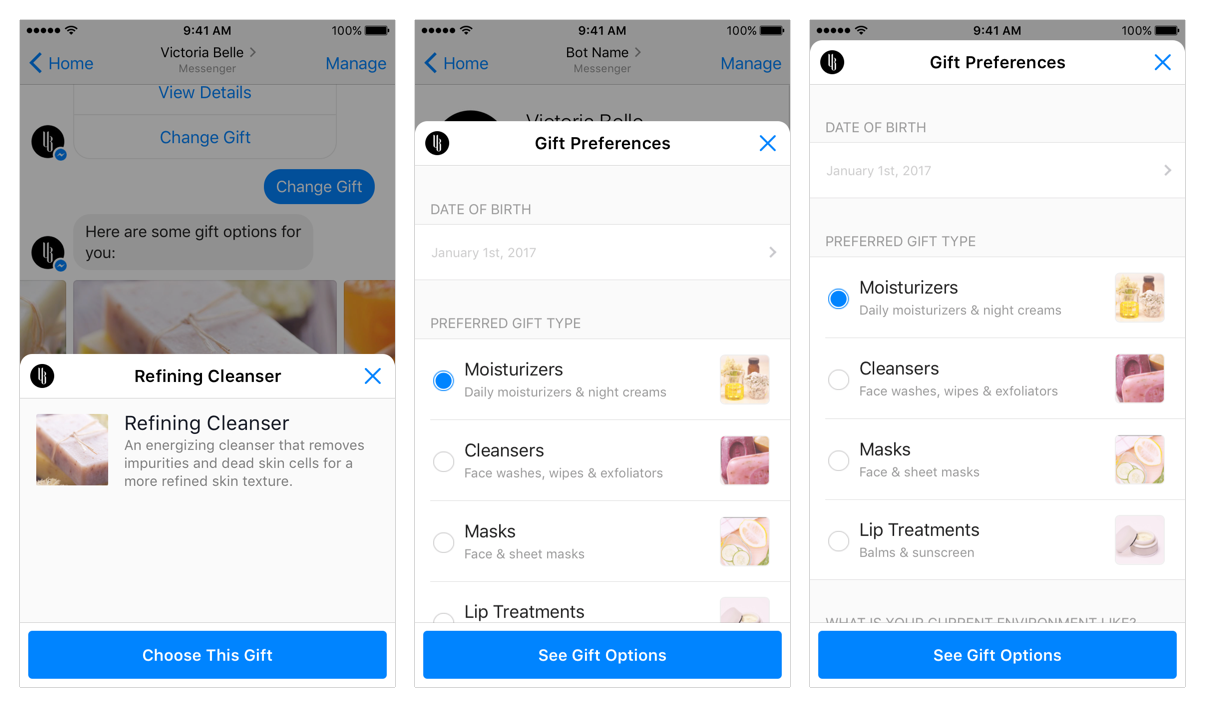 9:41 AM
100%
Home
Victoria Belle
Messenger
Manage
View Details
Change Gift
Change Gift
Here are some gift options for
you:
Refining Cleanser
Refining Cleanser
An energizing cleanser that removes
impurities and dead skin cells for a
more refined skin texture.
Choose This Gift
9:41 AM
100%
Home
Bot Name
Messenger
Manage
Victoria Belle
Gift Preferences
DATE OF BIRTH
January 1st, 2017
PREFERRED GIFT TYPE
Moisturizers
Daily moisturizers & night creams
Cleansers
Face washes, wipes & exfoliators
Masks
Face & sheet masks
Lip Treatments
See Gift Options
9:41 AM
100%
Gift Preferences
DATE OF BIRTH
January 1st, 2017
PREFERRED GIFT TYPE
Moisturizers
Daily moisturizers & night creams
Cleansers
Face washes, wipes & exfoliators
Masks
Face & sheet masks
Lip Treatments
Balms & sunscreen
WHAT IS YOUR CURRENT ENVIRONMENT LIKE?
See Gift Options